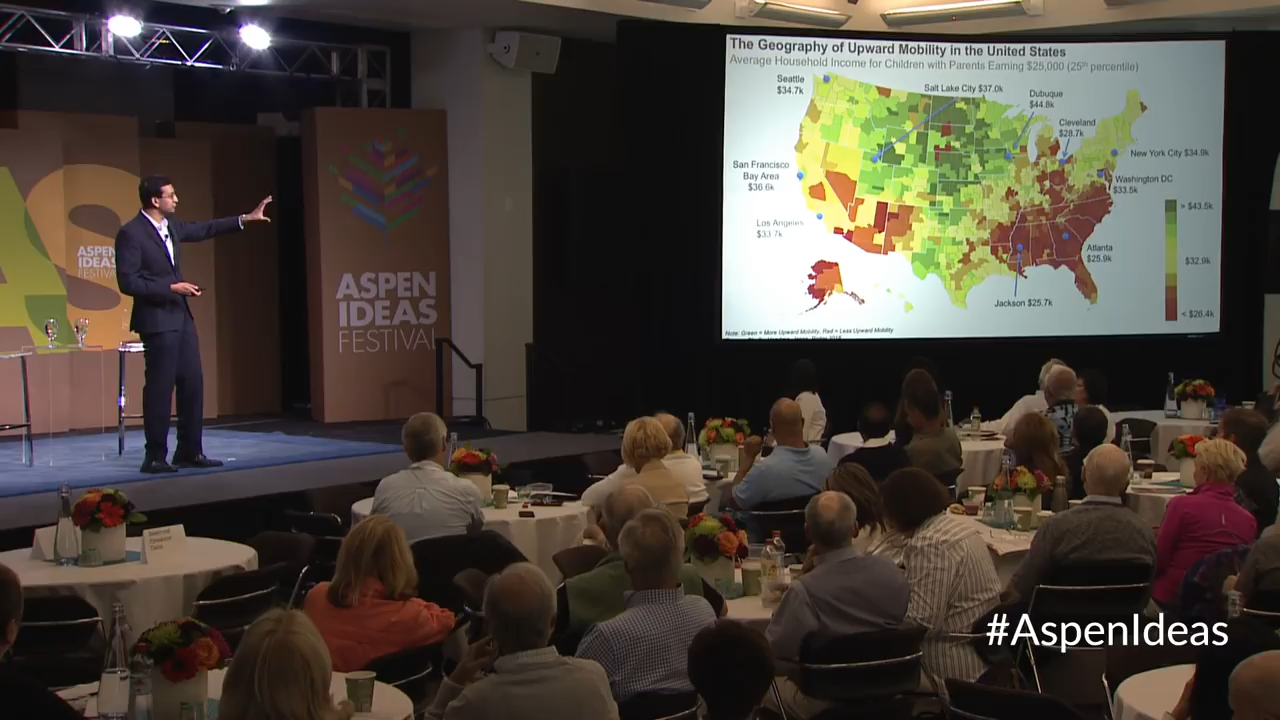 The Geography of Upward Mobility in the United States
Average Household Income for Children with Parents Earning $25,000 (25th percentile)
Seattle
$34.7k
Salt Lake City $37.0k
Dubuque
$44.8k
Cleveland
$28.7k
New York City $34.9k
San Francisco
Bay Area
$36.6k
Washington DC
$33.5k
Los Angeles
$33.7k
Atlanta
$25.9k
Jackson $25.7k
> $43.5k
$32.9k
< $26.4k
Note: Green = More Upward Mobility, Red = Less Upward Mobility
AS
ASPEN
IDEAS
FESTIVAL
ASPEN
IDEAS
FESTIVAL
#AspenIdeas